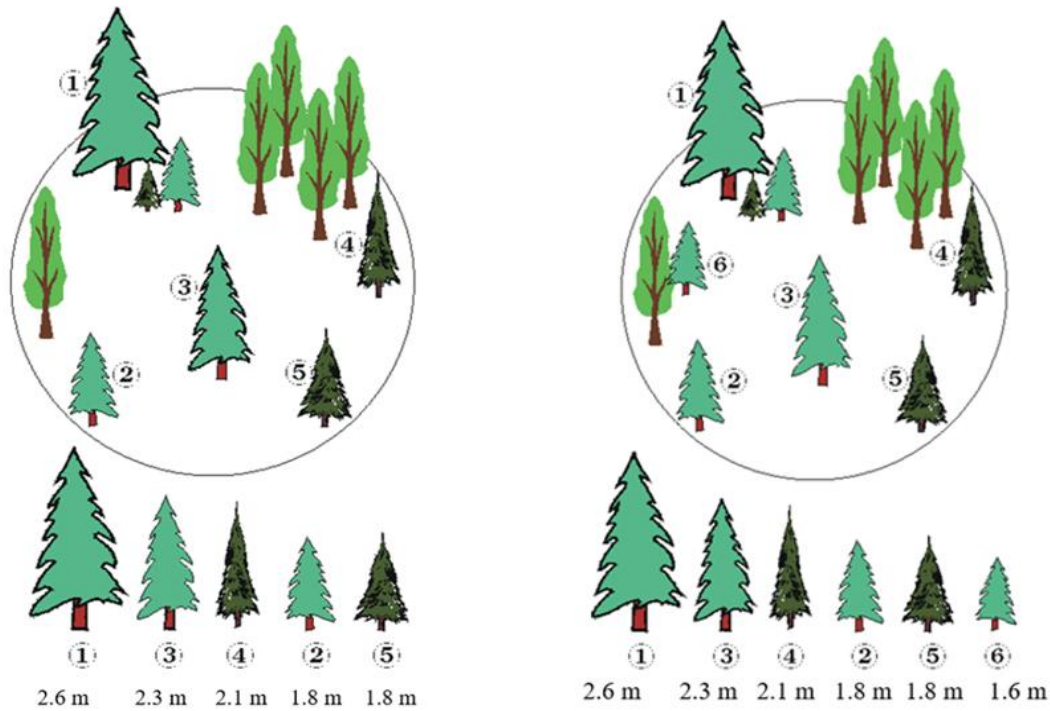 ①
④
③
②
⑤
① ③ ④ ② ⑤
2.6 m 2.3 m 2.1 m 1.8 m 1.8 m
①
④
⑥
③
②
⑤
① ③ ④ ② ⑤ ⑥
2.6 m 2.3 m 2.1 m 1.8 m 1.8 m 1.6 m